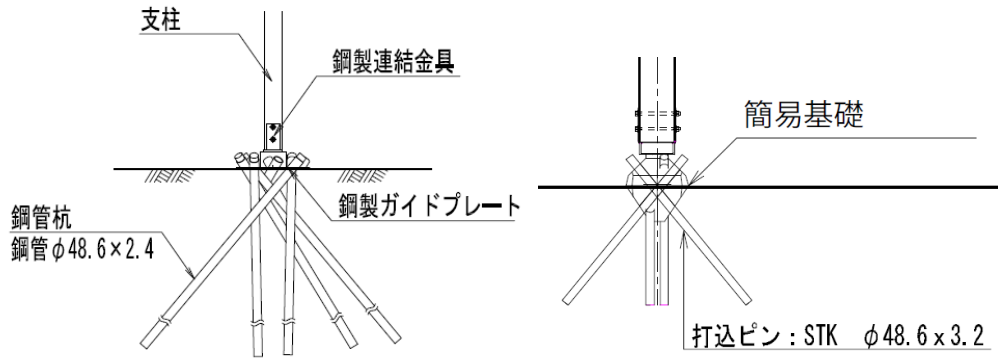 支柱
鋼製連結金具
鋼製ガイドプレート
鋼管杭
鋼管φ48.6×2.4
簡易基礎
打込ピン：STK　φ48.6x3.2